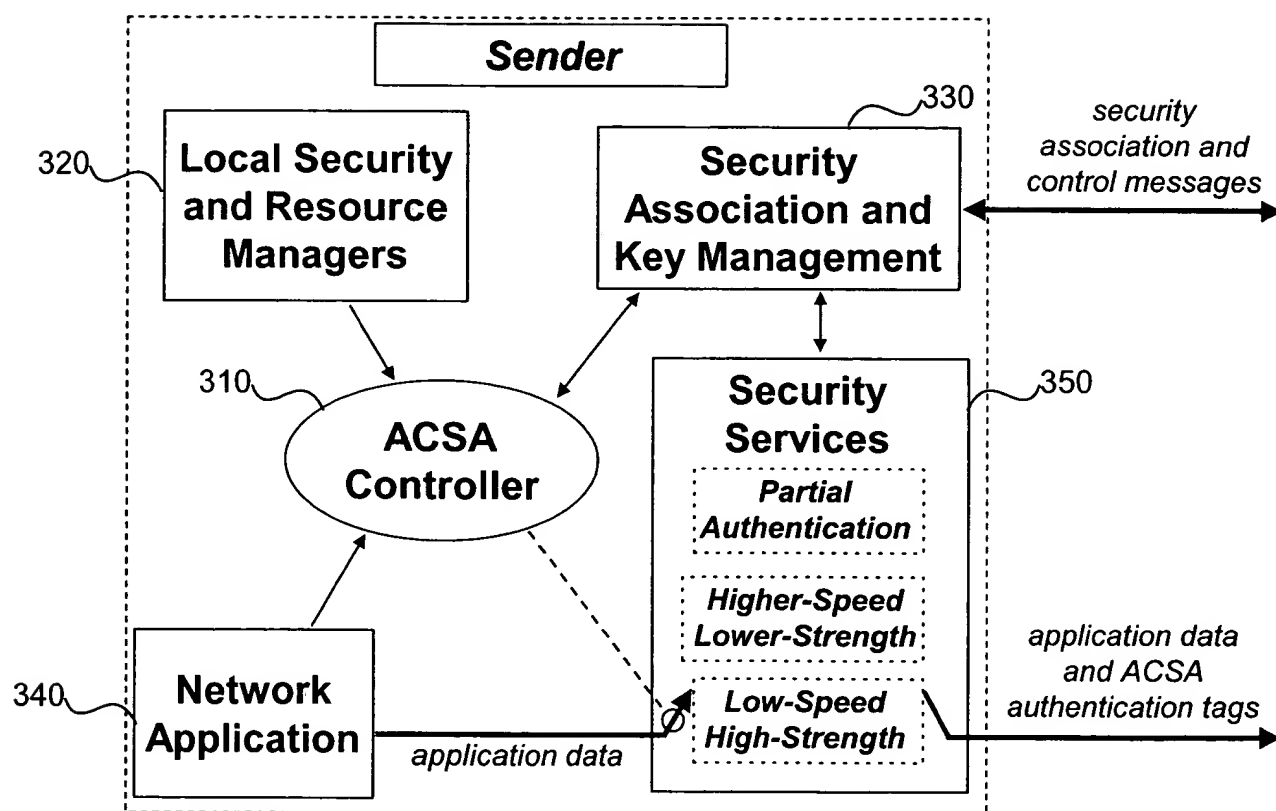 Sender
330
security
association and
control messages
320
Local Security
and Resource
Managers
Security
Association and
Key Management
310
ACSA
Controller
350
Security
Services
Partial
Authentication
Higher-Speed
Lower-Strength
Low-Speed
High-Strength
340
Network
Application
application data
application data
and ACSA
authentication tags